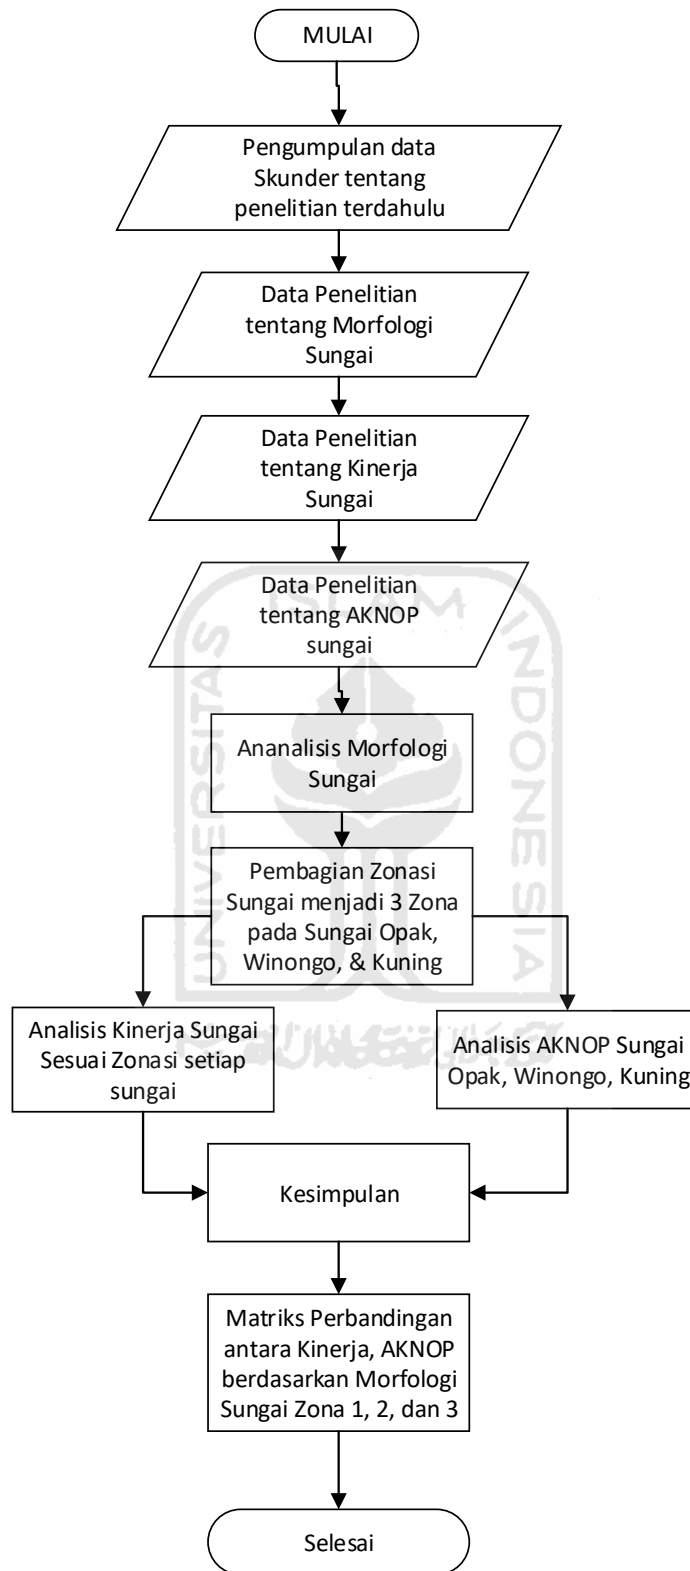 MULAI
Pengumpulan data
Skunder tentang
penelitian terdahulu
Data Penelitian
tentang Morfologi
Sungai
Data Penelitian
tentang Kinerja
Sungai
Data Penelitian
tentang AKNOP
sungai
Ananalisis Morfologi
Sungai
Pembagian Zonasi
Sungai menjadi 3 Zona
pada Sungai Opak,
Winongo, & Kuning
Analisis Kinerja Sungai
Sesuai Zonasi setiap
sungai
Analisis AKNOP Sungai
Opak, Winongo, Kuning
Kesimpulan
Matriks Perbandingan
antara Kinerja, AKNOP
berdasarkan Morfologi
Sungai Zona 1, 2, dan 3
Selesai
UNIVERSITAS
ISLAM
INDONESIA